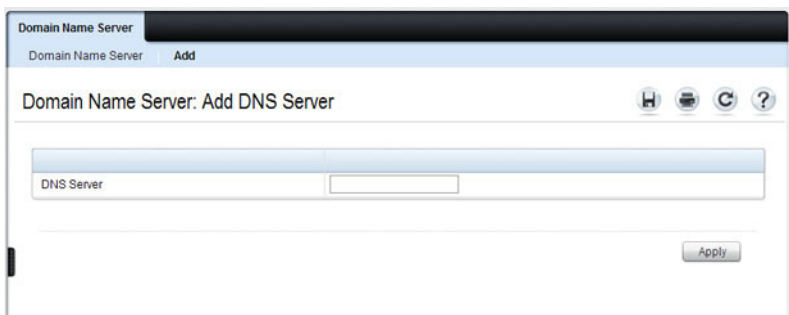 Domain Name Server
Domain Name Server Add
Domain Name Server: Add DNS Server
DNS Server
Apply